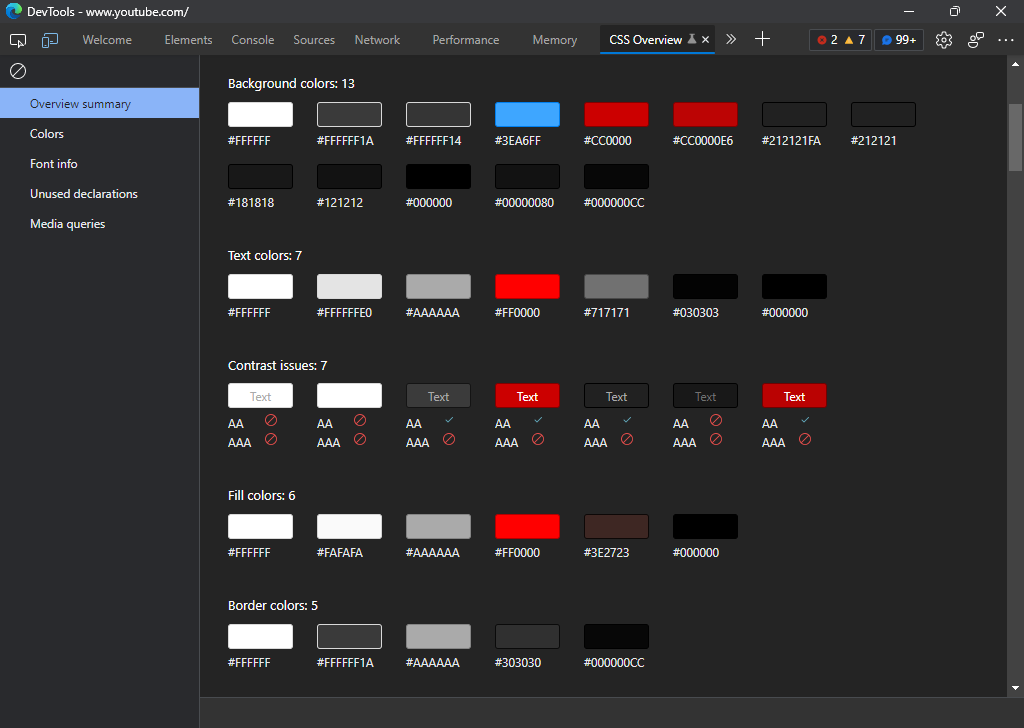 DevTools - www.youtube.com/
Welcome Elements Console Sources Network Performance Memory CSS Overview 2 7 99+
Overview summary
Colors
Font info
Unused declarations
Media queries
Background colors: 13
#FFFFFF #FFFFFF1A #FFFFFF14 #3EA6FF #CC0000 #CC0000E6 #212121FA #212121
#181818 #121212 #000000 #00000080 #000000CC
Text colors: 7
#FFFFFF #FFFFFFE0 #AAAAAA #FF0000 #717171 #030303 #000000
Contrast issues: 7
Text Text Text Text Text Text
AA AA AA AA AA AA AA
AAA AAA AAA AAA AAA AAA AAA
Fill colors: 6
#FFFFFF #FAFAFA #AAAAAA #FF0000 #3E2723 #000000
Border colors: 5
#FFFFFF #FFFFFF1A #AAAAAA #303030 #000000CC